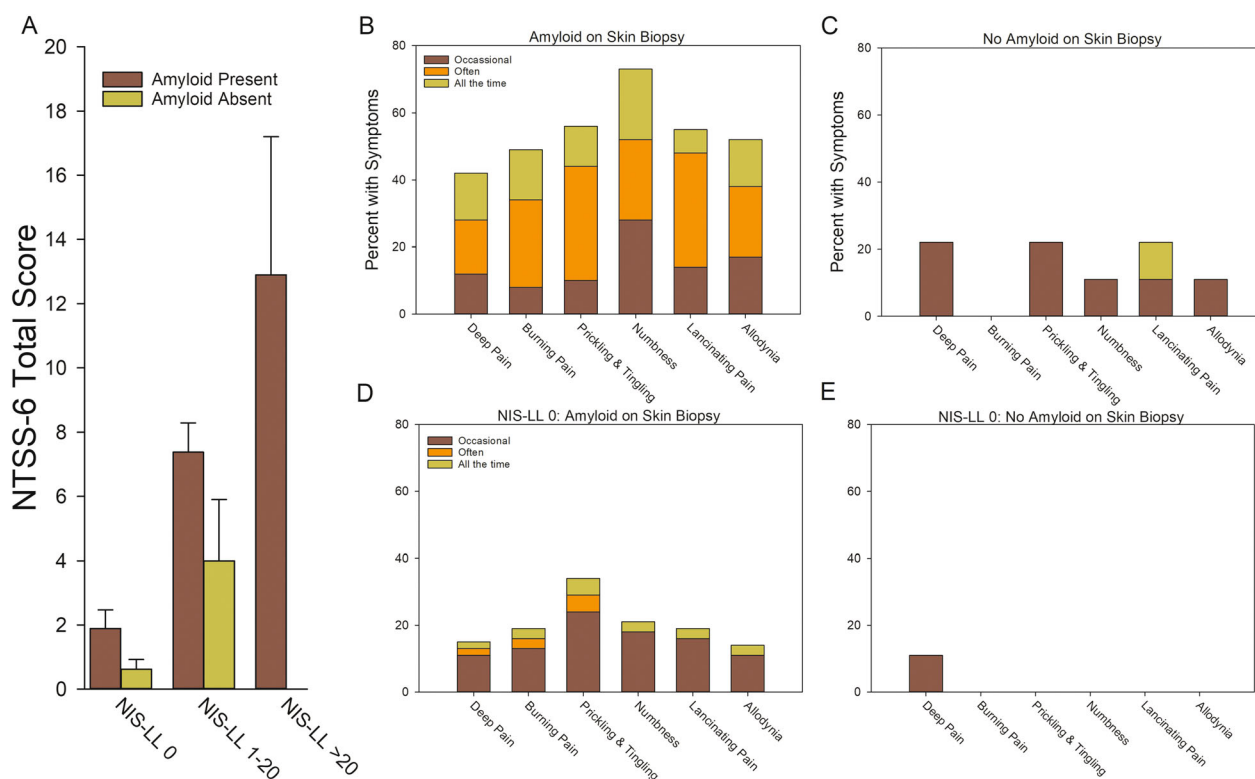 A
NTSS-6 Total Score
20
18
16
14
12
10
8
6
4
2
0
Amyloid Present
Amyloid Absent
NIS-LL 0
NIS-LL 1-20
NIS-LL >20
B
Amyloid on Skin Biopsy
Percent with Symptoms
80
60
40
20
0
Occassional
Often
All the time
Deep Pain
Burning Pain
Prickling & Tingling
Numbness
Lancinating Pain
Allodynia
C
No Amyloid on Skin Biopsy
Percent with Symptoms
80
60
40
20
0
Deep Pain
Burning Pain
Prickling & Tingling
Numbness
Lancinating Pain
Allodynia
D
NIS-LL 0: Amyloid on Skin Biopsy
80
60
40
20
0
Occasional
Often
All the time
Deep Pain
Burning Pain
Prickling & Tingling
Numbness
Lancinating Pain
Allodynia
E
NIS-LL 0: No Amyloid on Skin Biopsy
80
60
40
20
0
Deep Pain
Burning Pain
Prickling & Tingling
Numbness
Lancinating Pain
Allodynia